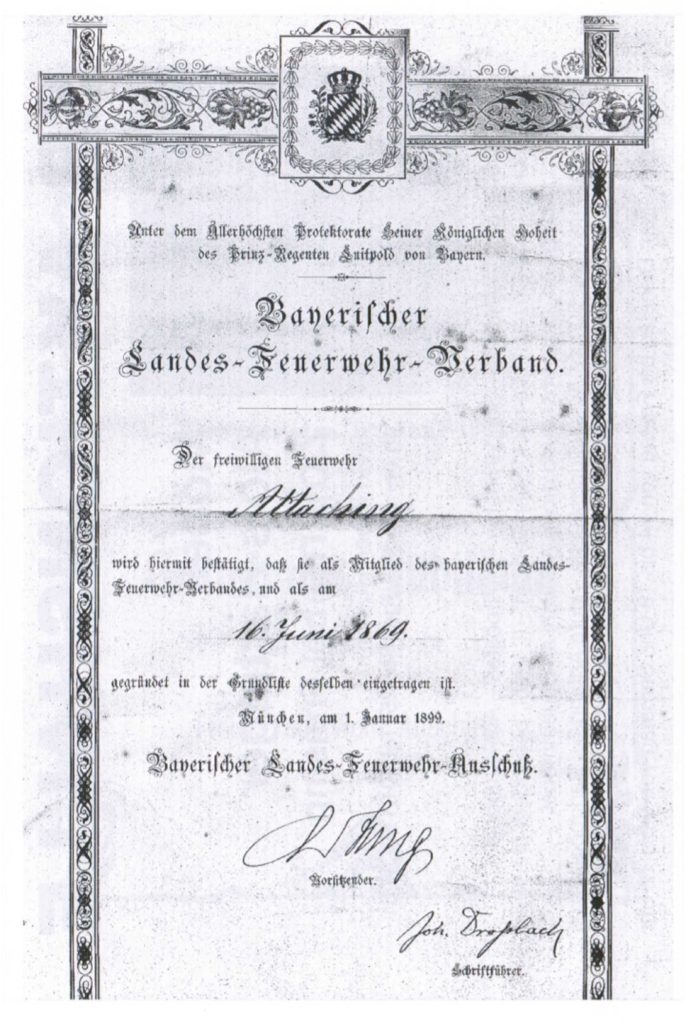 Unter dem Allerhöchsten Protektorate Seiner Königlichen Hoheit
des Prinz-Regenten Luitpold von Bayern.
Bayerischer
Landes-Feuerwehr-Verband.
Der freiwilligen Feuerwehr
Attaching
wird hiermit bestätigt, daß sie als Mitglied des bayerischen Landes-
Feuerwehr-Verbandes, und als am
16. Juni 1869.
gegründet in der Grundliste desselben eingetragen ist.
München, am 1. Januar 1899.
Bayerischer Landes-Feuerwehr-Ausschuß.
Vorsitzender.
Joh.
Schriftführer.